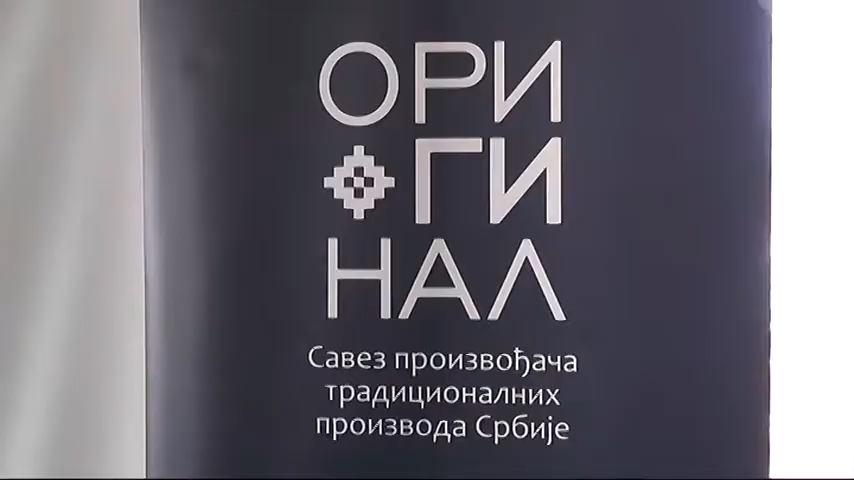 ОРИ
ГИ
НАЛ
Савез произвођача
традиционалних
производа Србије